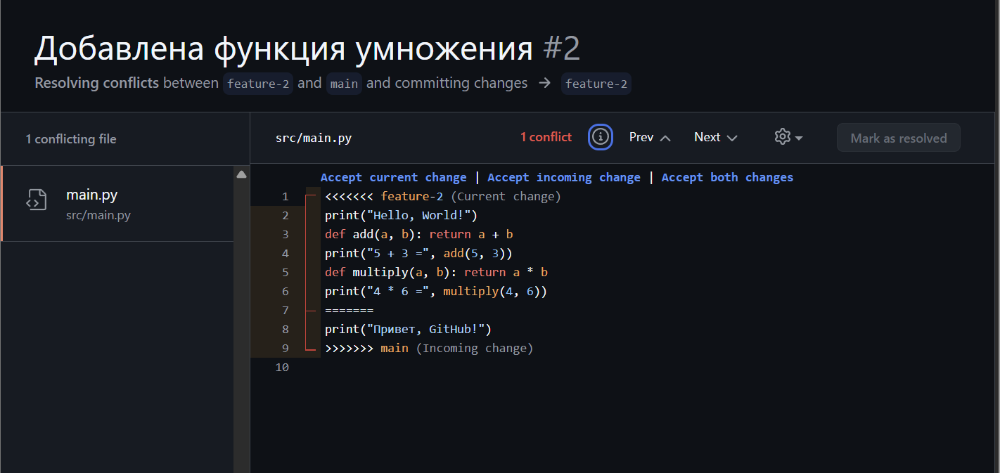 Добавлена функция умножения #2
Resolving conflicts between feature-2 and main and committing changes → feature-2
1 conflicting file
src/main.py
1 conflict
Prev
Next
Mark as resolved
main.py
src/main.py
Accept current change | Accept incoming change | Accept both changes
1 <<<<<<< feature-2 (Current change)
2 print("Hello, World!")
3 def add(a, b): return a + b
4 print("5 + 3 =", add(5, 3))
5 def multiply(a, b): return a * b
6 print("4 * 6 =", multiply(4, 6))
7 =======
8 print("Привет, GitHub!")
9 >>>>>>> main (Incoming change)
10